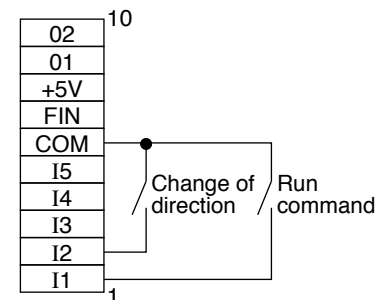 10
02
01
+5V
FIN
COM
I5
I4
I3
I2
I1
1
Change of
direction
Run
command